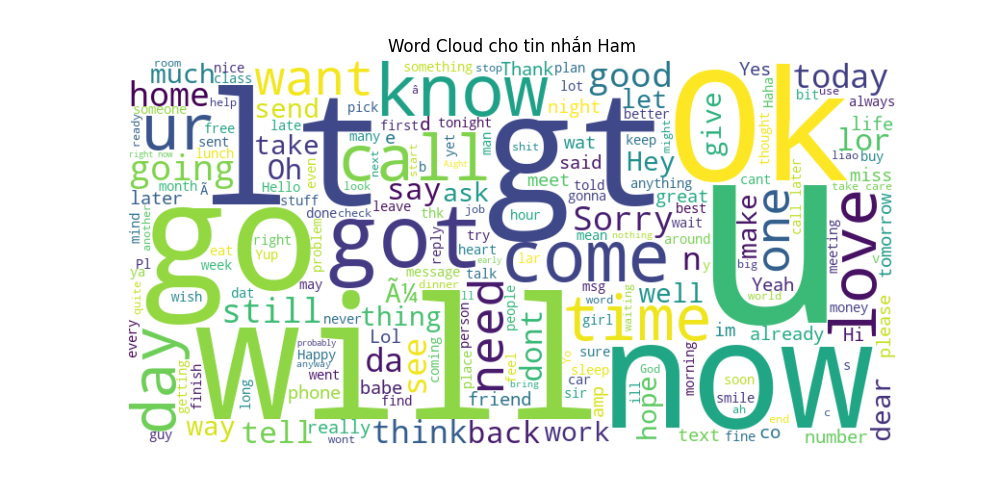 Word Cloud cho tin nhắn Ham
room
nice
much
class
want
know
something
stop
Thank
plan
good
Yes
today
home
help
someone
send
â
lot
let
night
Haha
bit
use
always
ur
lt
gt
Ok
ready
free
sent
late
pick
first
d
tonight
better
give
thought
lor
life
take
many
e
yet
man
shit
wat
keep
might
Hey
liao
buy
right now
lunch
Oh
even
call
next
start
b
Aight
said
going
month
Ã
Hello
look
say
ask
meet
told
anything
cant
call later
miss
take care
later
stuff
gonna
great
u
go
got
done
check
leave
thk
job
hour
Sorry
best
make
one
love
tomorrow
mind
another
right
Yup
problem
reply
try
mean
nothing
wait
around
meeting
eat
heart
early
come
n
y
big
Pl
ya
week
may
message
talk
lar
well
Yeah
world
v
quite
wish
dat
Ã¼
dinner
ll
msg
word
waiting
money
day
still
never
thing
need
people
time
girl
im
already
Hi
please
every
will
probably
Lol
see
coming
person
place
dont
Yo
sure
morning
now
God
s
getting
finish
long
Happy
anyway
went
da
babe
feel
bring
car
sleep
sir
amp
ill
soon
smile
dear
phone
find
friend
hope
ah
end
c
guy
way
tell
really
wont
think
back
work
text
fine
co
number